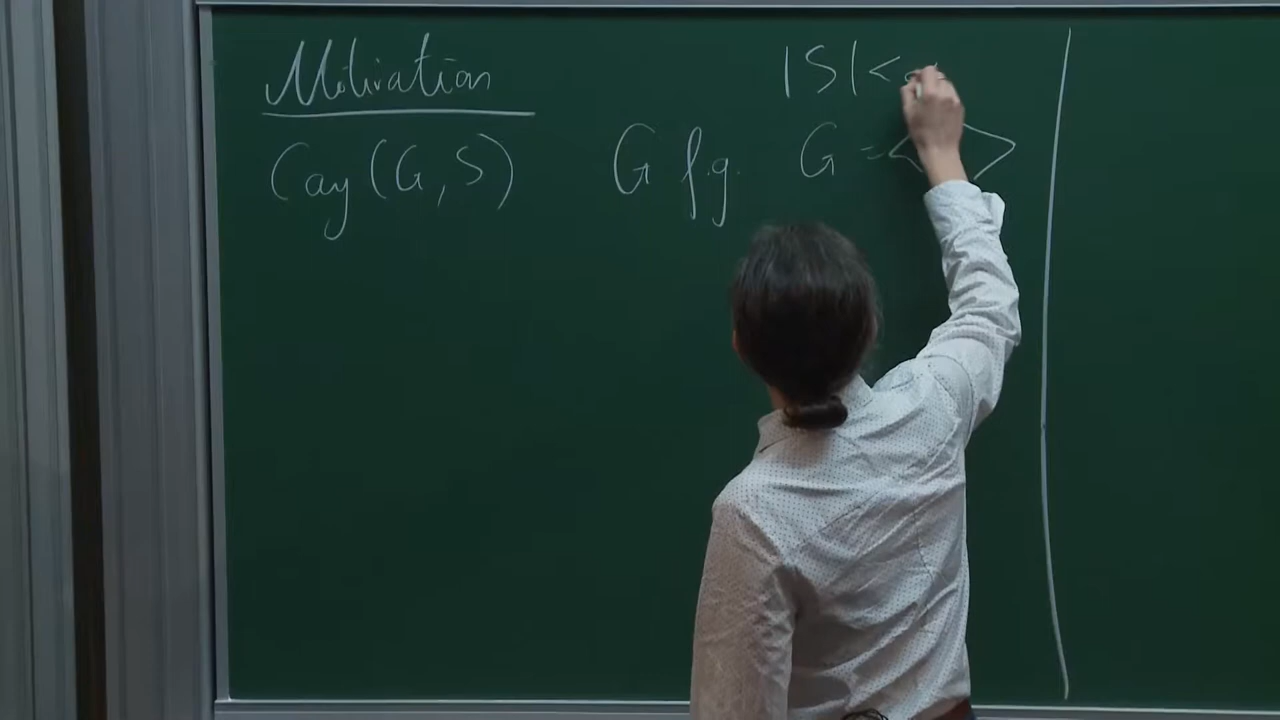 Motivation
|S| <
Cay (G, S) G f.g. G = < >